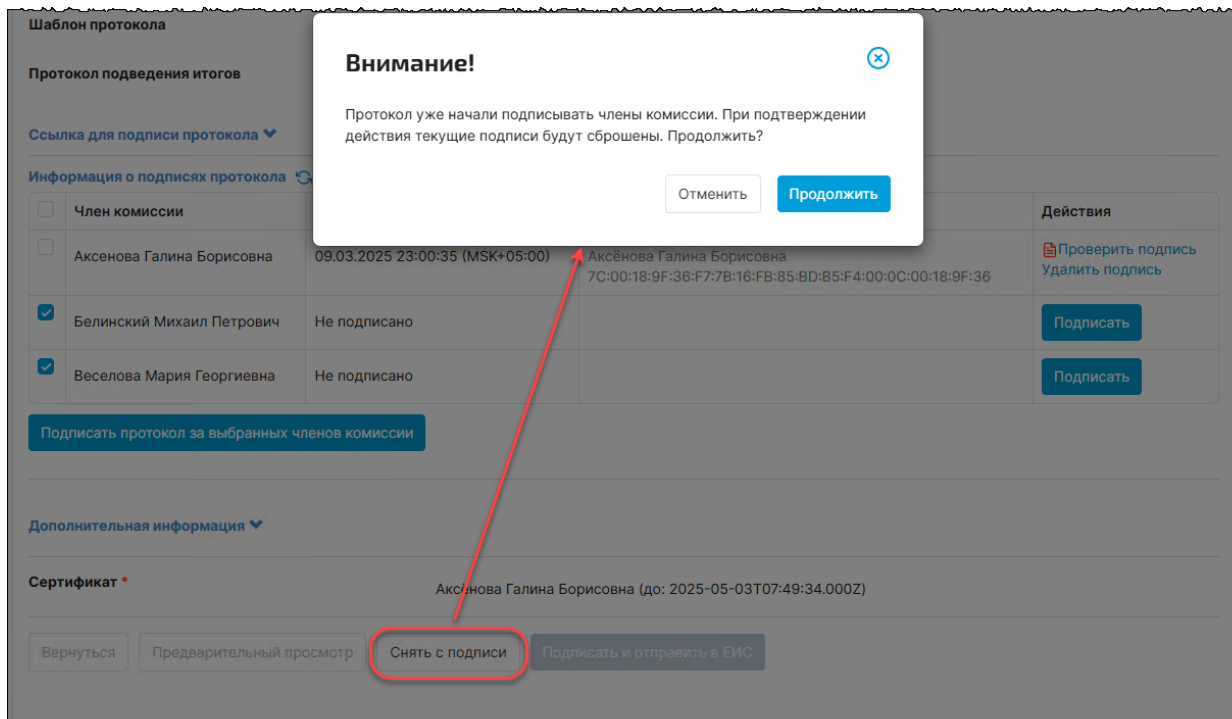 Шаблон протокола
Внимание!
Протокол подведения итогов
Протокол уже начали подписывать члены комиссии. При подтверждении
действия текущие подписи будут сброшены. Продолжить?
Ссылка для подписи протокола
Информация о подписях протокола
Отменить Продолжить
Член комиссии Действия
Аксенова Галина Борисовна 09.03.2025 23:00:35 (MSK+05:00) Аксёнова Галина Борисовна Проверить подпись
7C:00:18:9F:36:F7:7B:16:FB:85:BD:B5:F4:00:0C:00:18:9F:36 Удалить подпись
Белинский Михаил Петрович Не подписано Подписать
Веселова Мария Георгиевна Не подписано Подписать
Подписать протокол за выбранных членов комиссии
Дополнительная информация
Сертификат * Аксёнова Галина Борисовна (до: 2025-05-03T07:49:34.000Z)
Вернуться Предварительный просмотр Снять с подписи Подписать и отправить в ЕИС